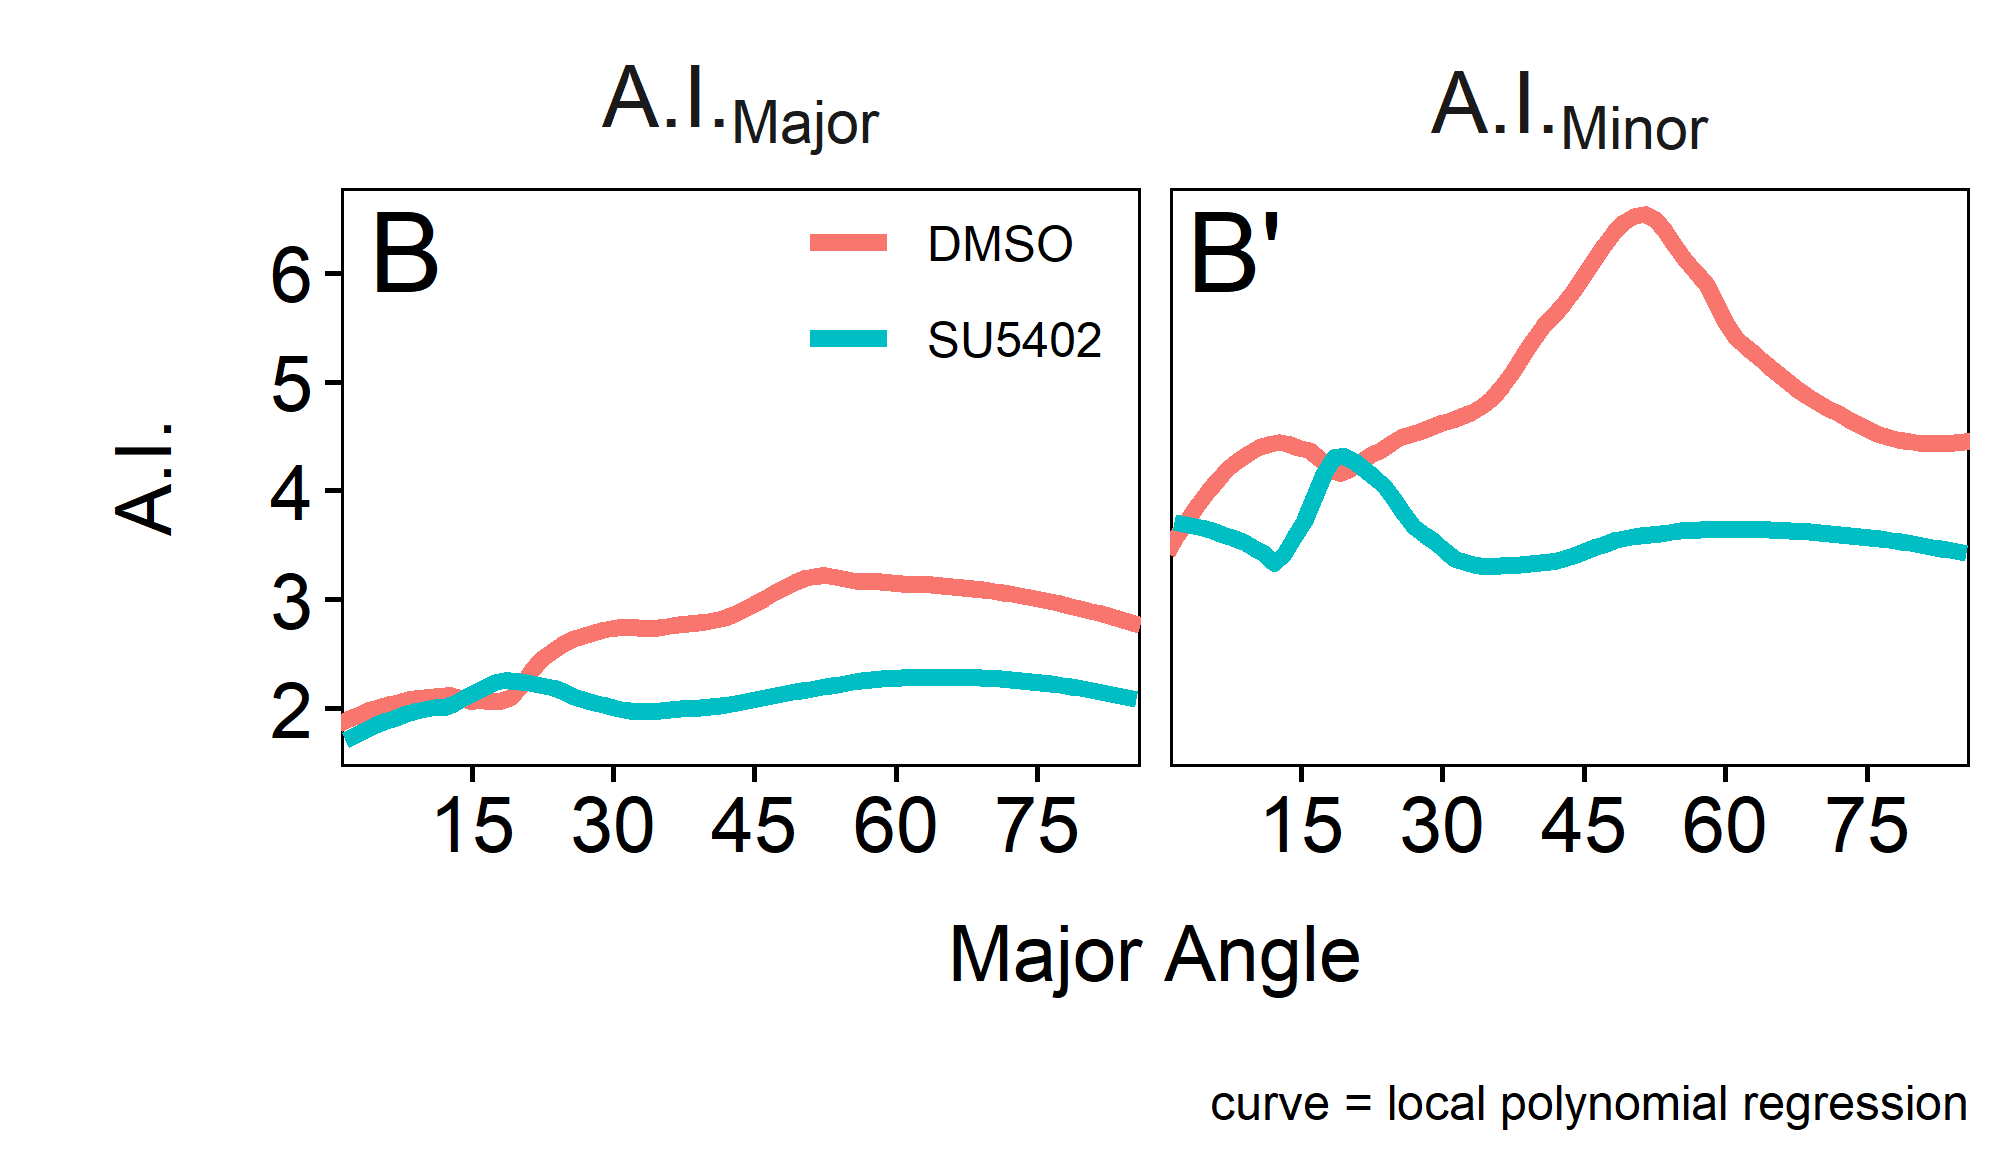 A.I.Major
A.I.Minor
B
DMSO
SU5402
B'
A.I.
6
5
4
3
2
15 30 45 60 75
15 30 45 60 75
Major Angle
curve = local polynomial regression